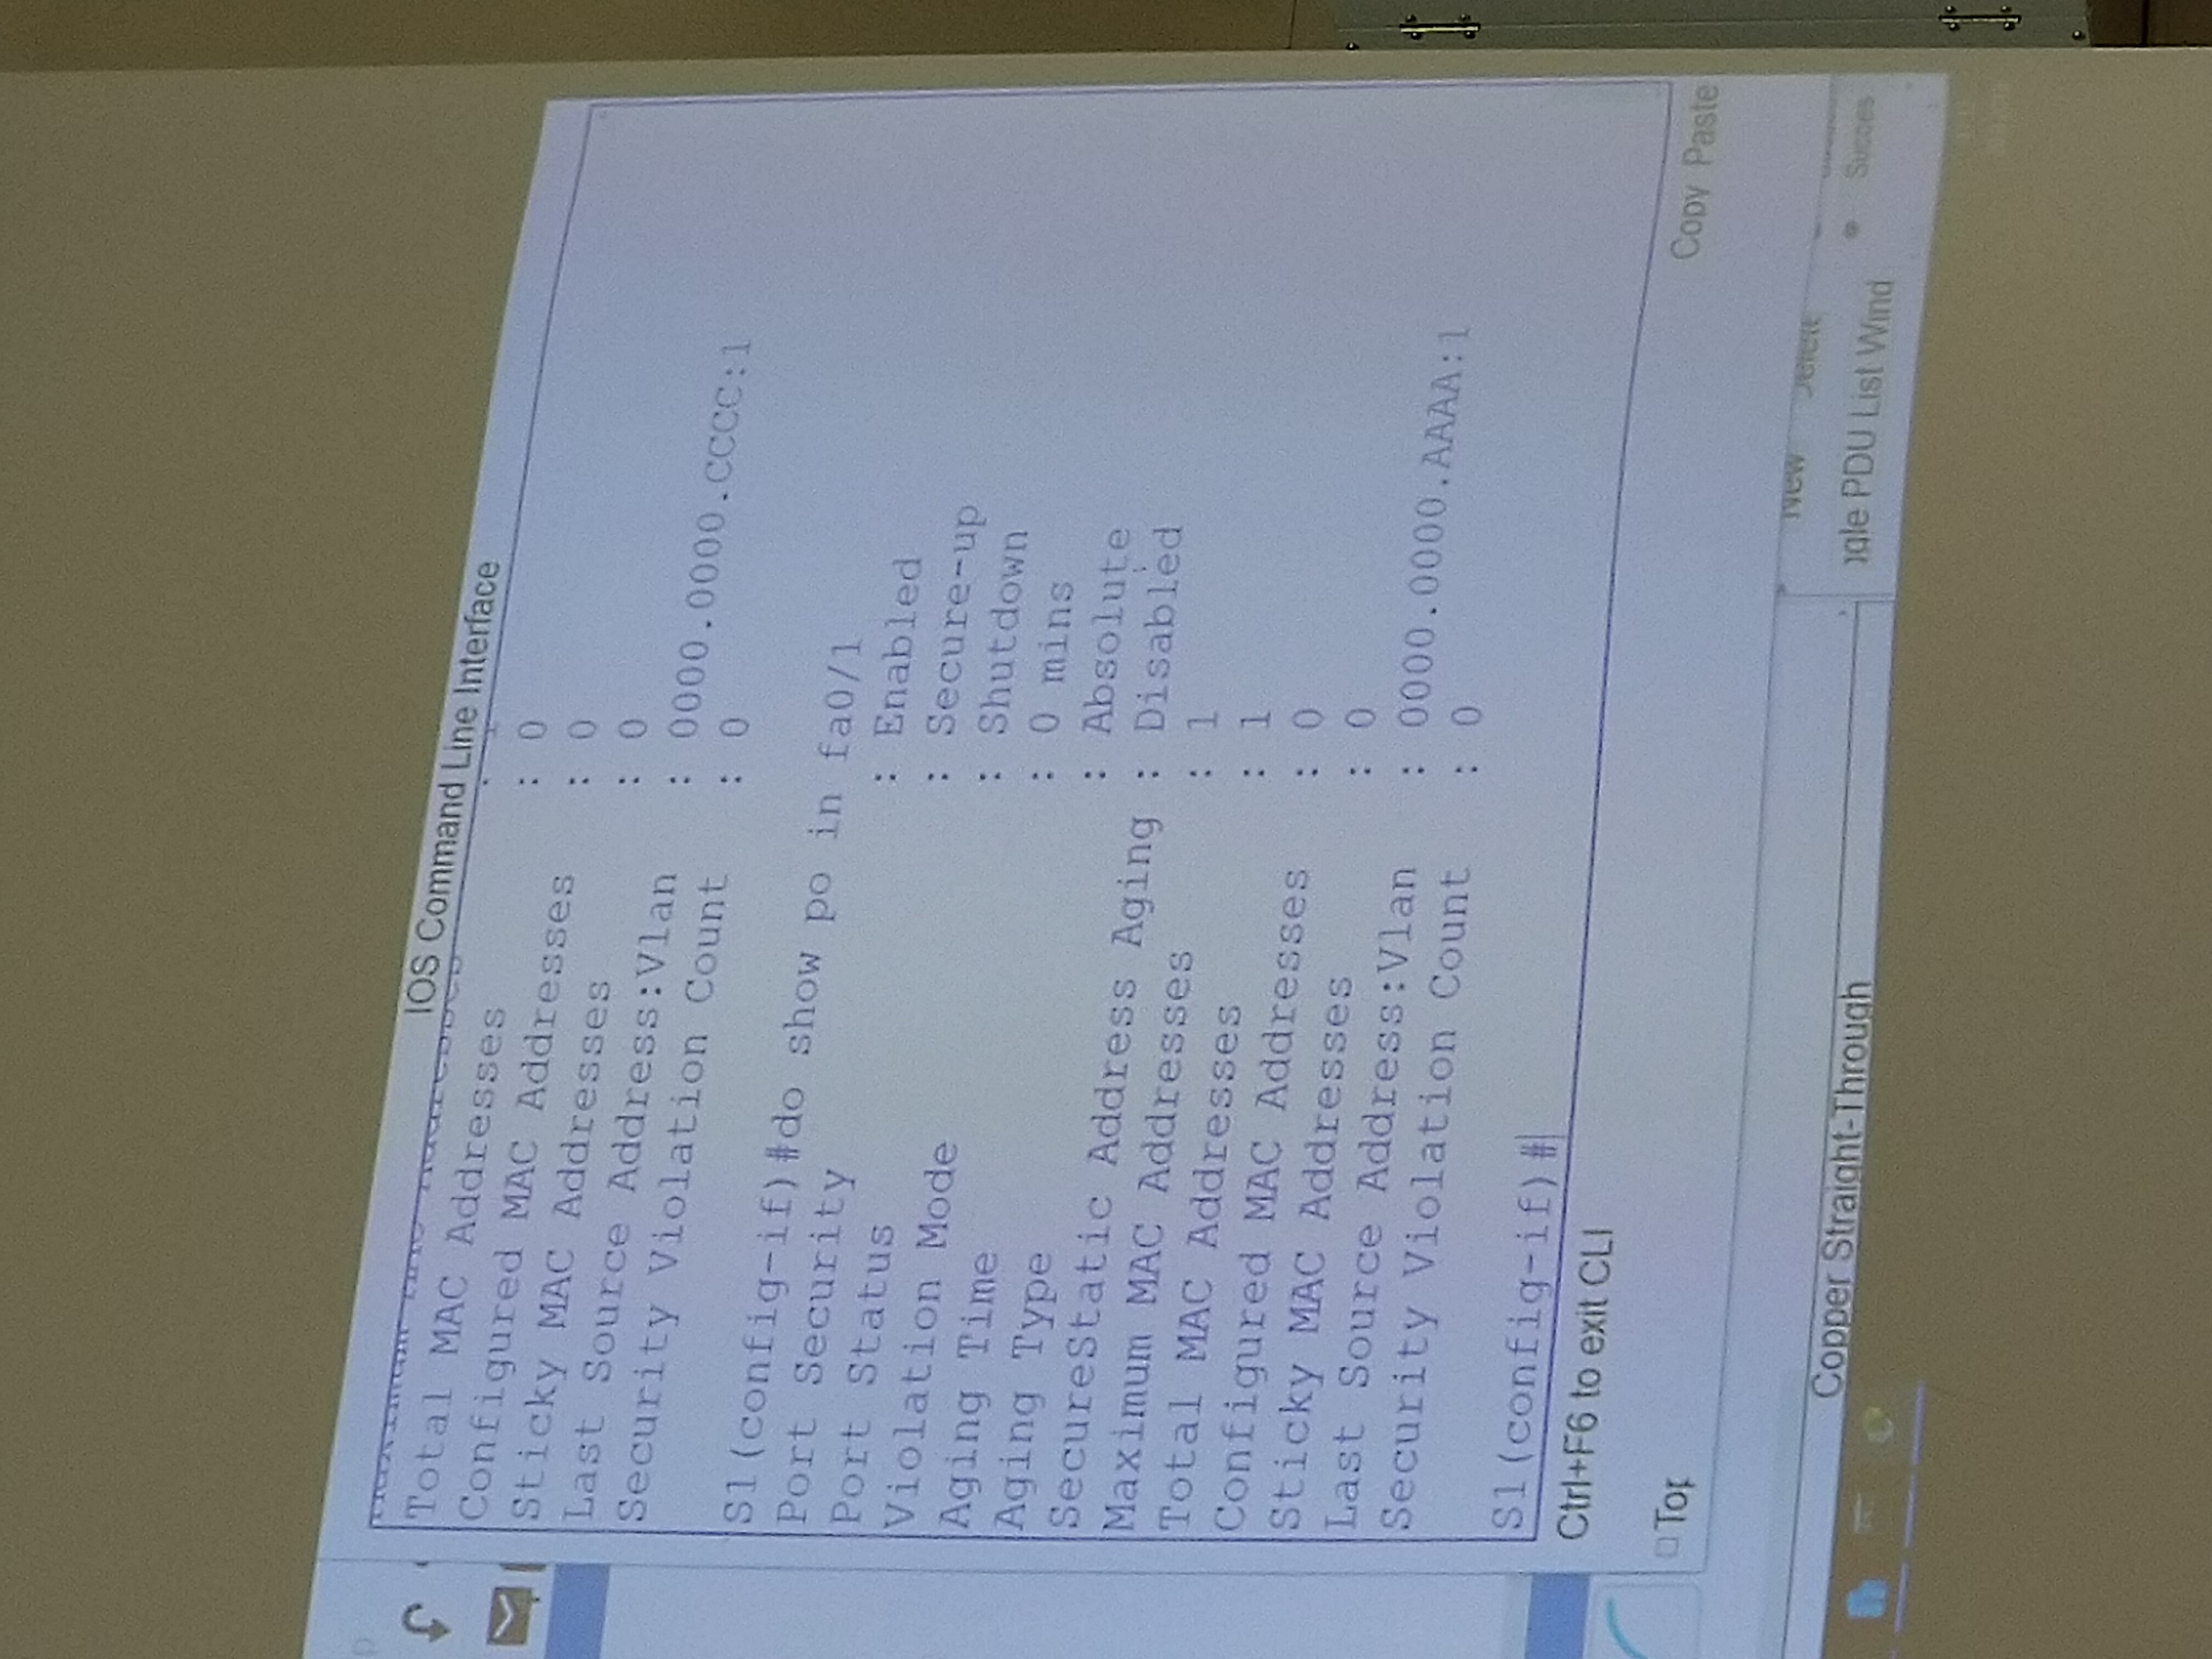 IOS Command Line Interface
Maximum MAC Addresses : 1
Total MAC Addresses : 0
Configured MAC Addresses : 0
Sticky MAC Addresses : 0
Last Source Address:Vlan : 0000.0000.CCCC:1
Security Violation Count : 0
S1(config-if)#do show po in fa0/1
Port Security : Enabled
Port Status : Secure-up
Violation Mode : Shutdown
Aging Time : 0 mins
Aging Type : Absolute
SecureStatic Address Aging : Disabled
Maximum MAC Addresses : 1
Total MAC Addresses : 1
Configured MAC Addresses : 0
Sticky MAC Addresses : 0
Last Source Address:Vlan : 0000.0000.AAAA:1
Security Violation Count : 0
S1(config-if)#
Ctrl+F6 to exit CLI
Copy Paste
Top
New Delete
Copper Straight-Through
PDU List Wind
Succes